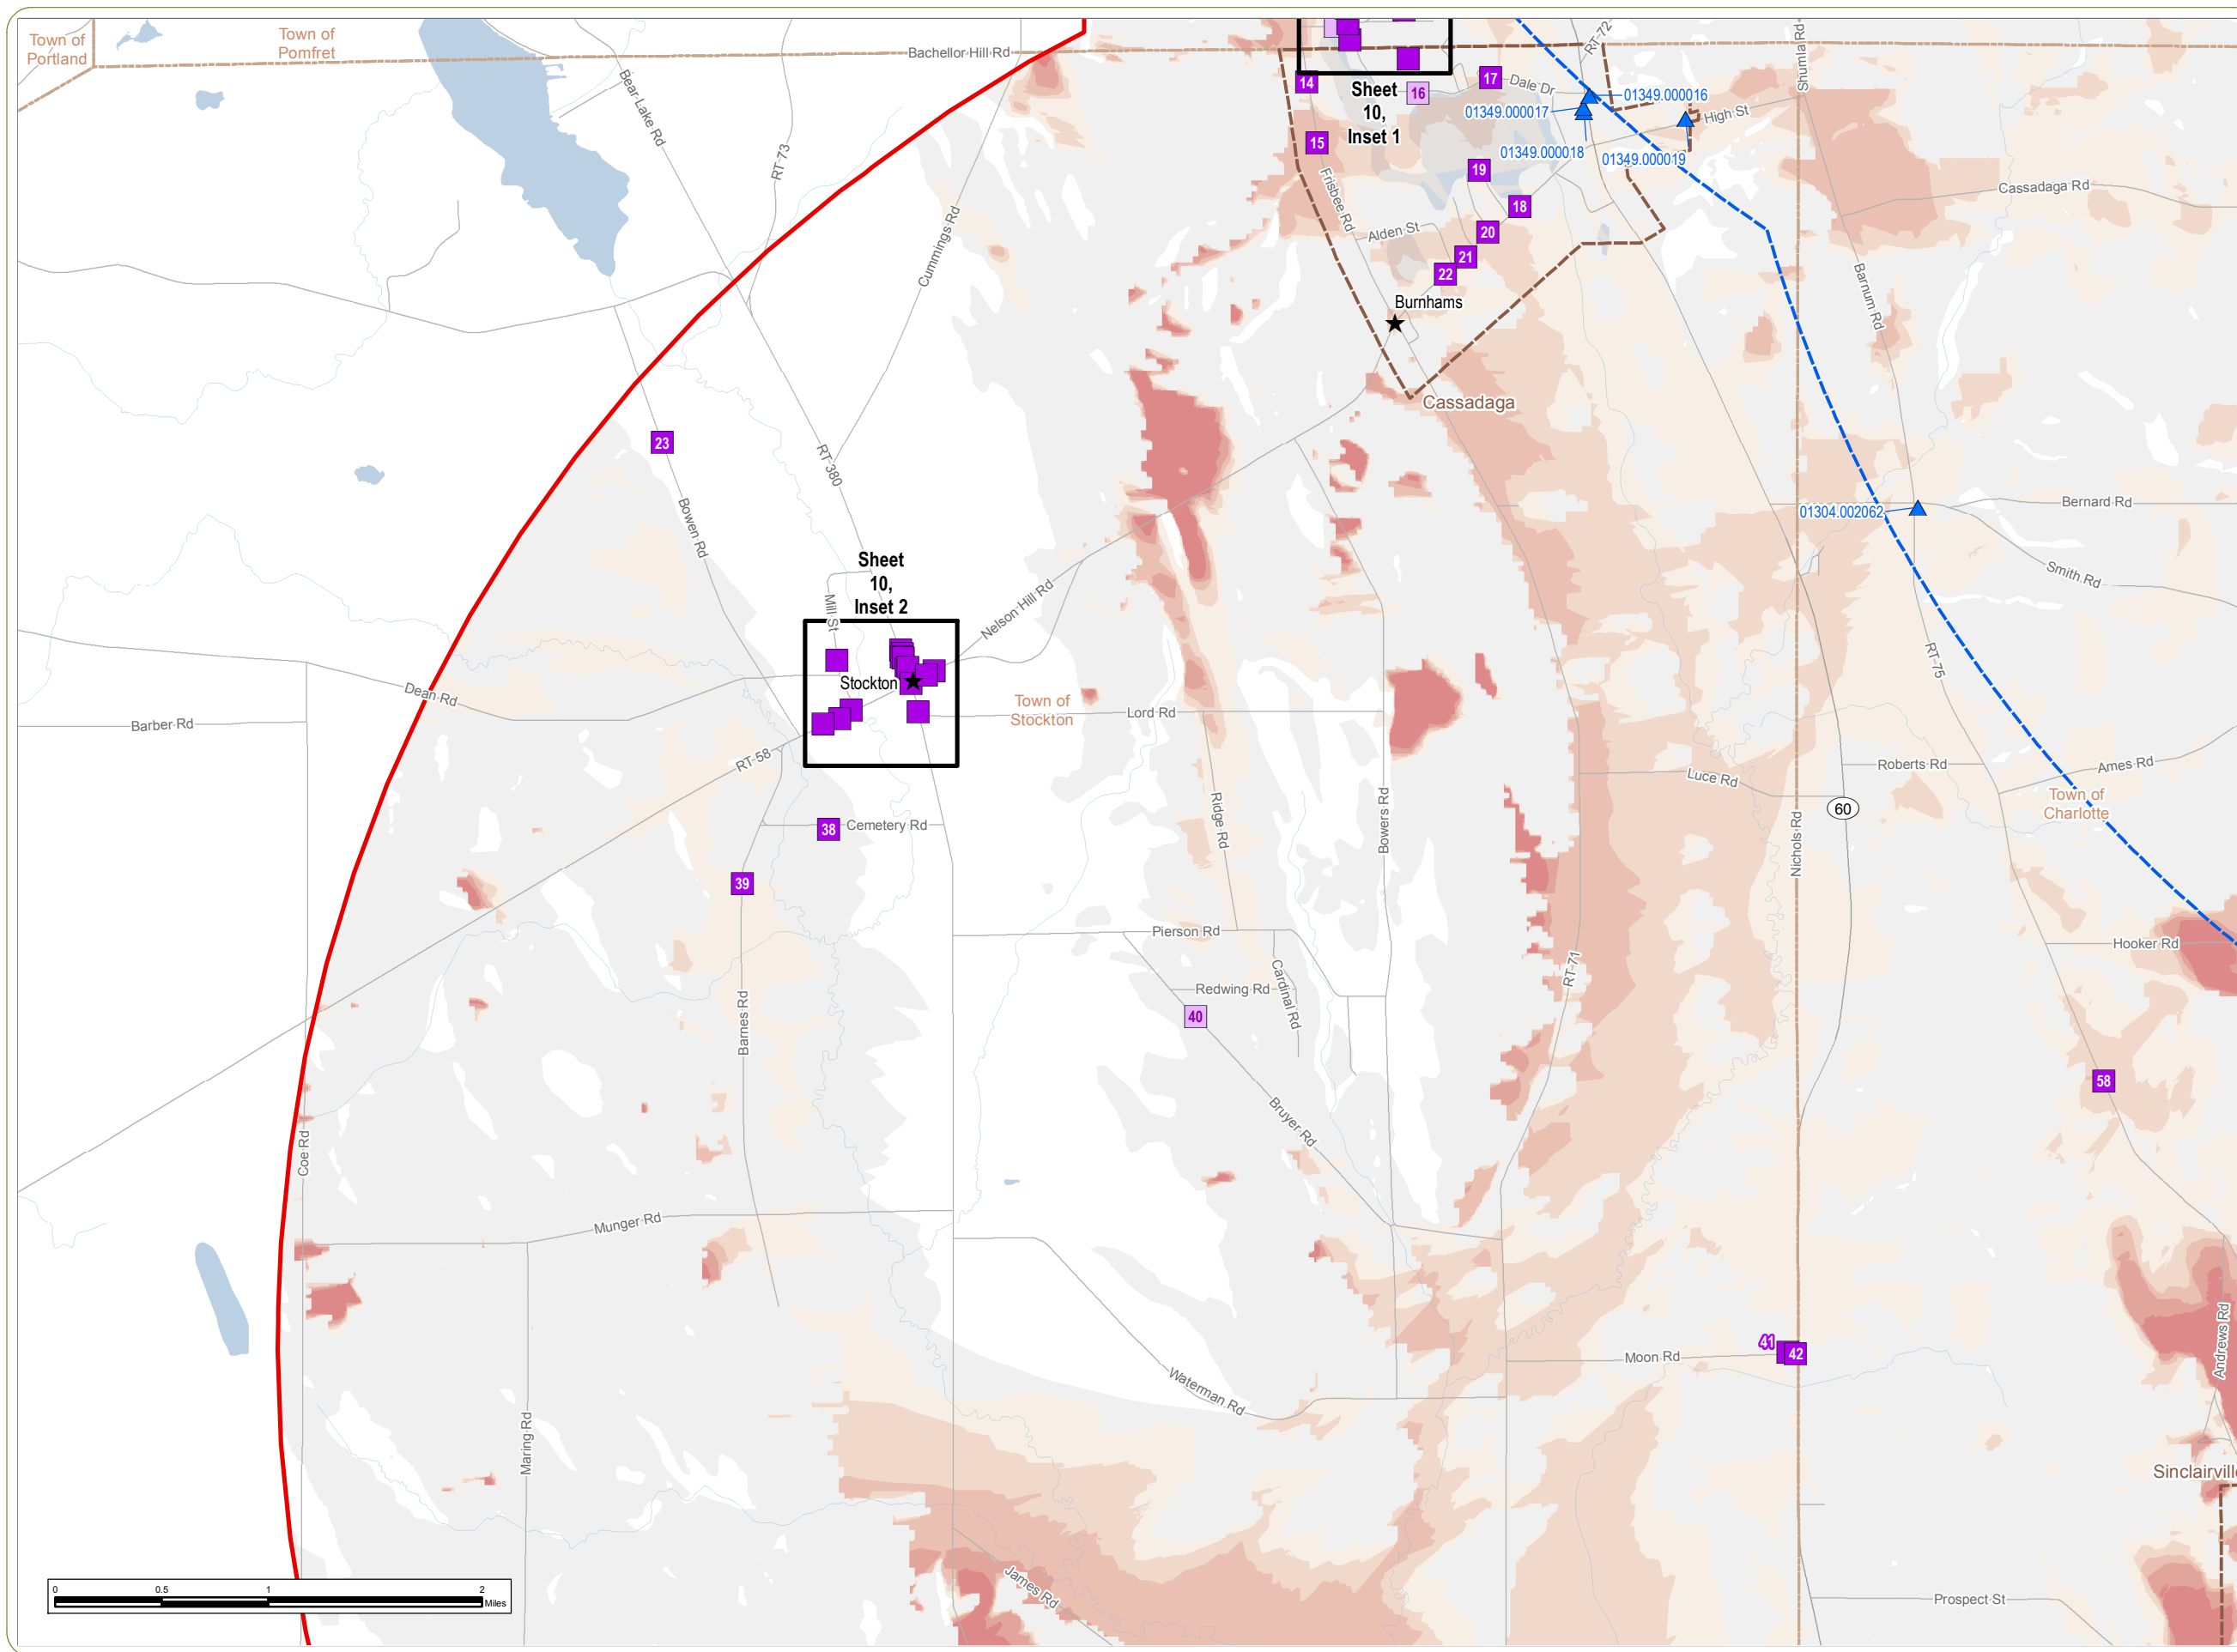 Town of
Portland
Town of
Pomfret
Bachellor Hill Rd
RT-72
Shumla Rd
Bear Lake Rd
14
17
Dale Dr
16
Sheet
10,
Inset 1
01349.000016
01349.000017
High St
15
RT-73
01349.000018
01349.000019
19
Frisbee Rd
Cassadaga Rd
18
Cummings Rd
Alden St
20
21
22
Barnum Rd
Burnhams
Cassadaga
23
RT-380
Bowen Rd
01304.002062
Bernard Rd
Smith Rd
Sheet
10,
Inset 2
Mill St
Nelson Hill Rd
RT-75
Stockton
Dean Rd
Town of
Stockton
Lord Rd
Barber Rd
RT-58
Roberts Rd
Ames Rd
Luce Rd
Town of
Charlotte
60
Ridge Rd
Bowers Rd
38
Cemetery Rd
Nichols Rd
39
Pierson Rd
Hooker Rd
RT-71
Cardinal Rd
Redwing Rd
40
Barnes Rd
58
Bruyer Rd
Coe Rd
Munger Rd
Andrews Rd
41
42
Moon Rd
Waterman Rd
Maring Rd
Sinclairville
James Rd
Prospect St
0 0.5 1 2
Miles